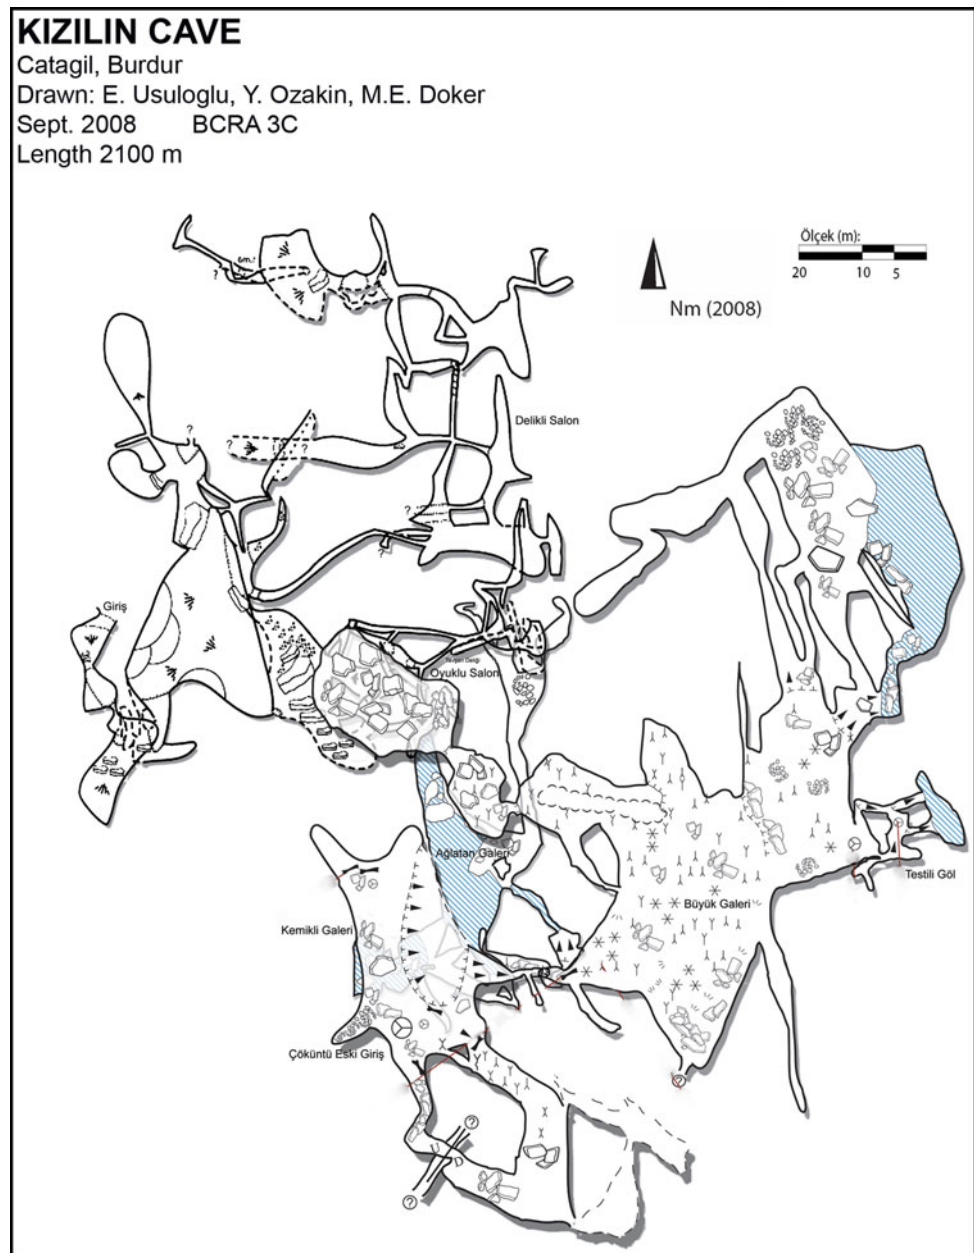 KIZILIN CAVE
Catagil, Burdur
Drawn: E. Usuloglu, Y. Ozakin, M.E. Doker
Sept. 2008 BCRA 3C
Length 2100 m
Ölçek (m):
20 10 5
Nm (2008)
6m.
?
?
Delikli Salon
?
?
?
?
Giriş
Oyuklu Salon
Ağlatan Galeri
Testili Göl
Büyük Galeri
Kemikli Galeri
Çöküntü Eski Giriş
?
?
U
D
?